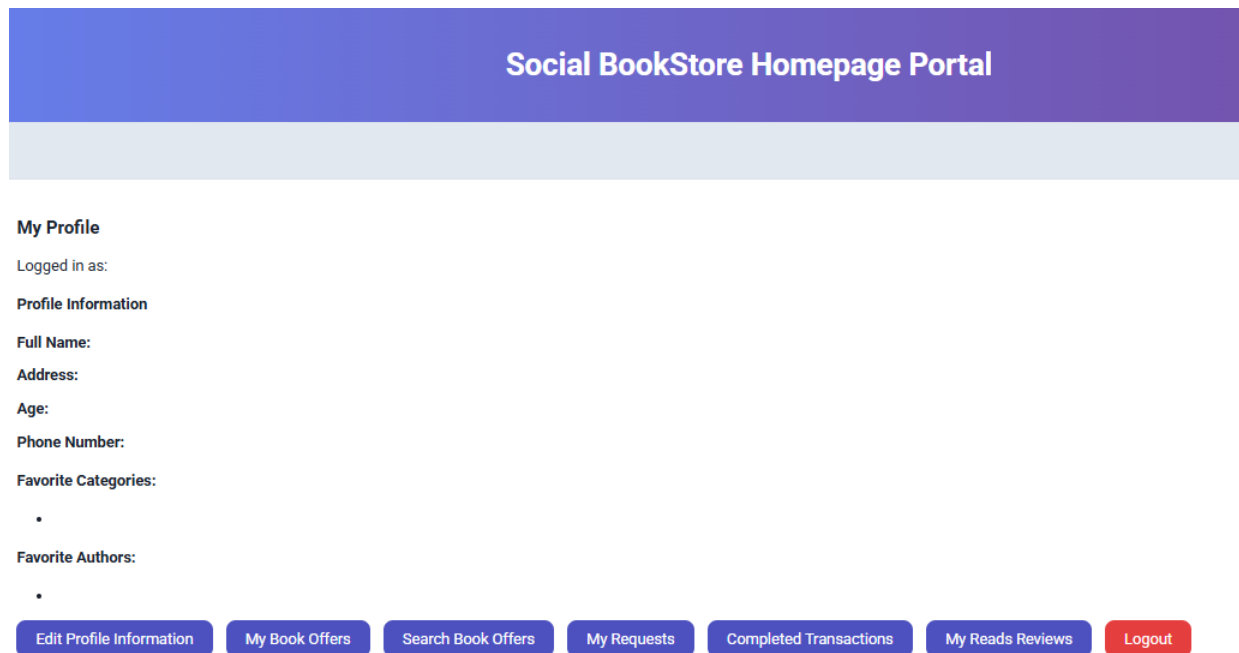 Social BookStore Homepage Portal
My Profile
Logged in as:
Profile Information
Full Name:
Address:
Age:
Phone Number:
Favorite Categories:
Favorite Authors:
Edit Profile Information My Book Offers Search Book Offers My Requests Completed Transactions My Reads Reviews Logout